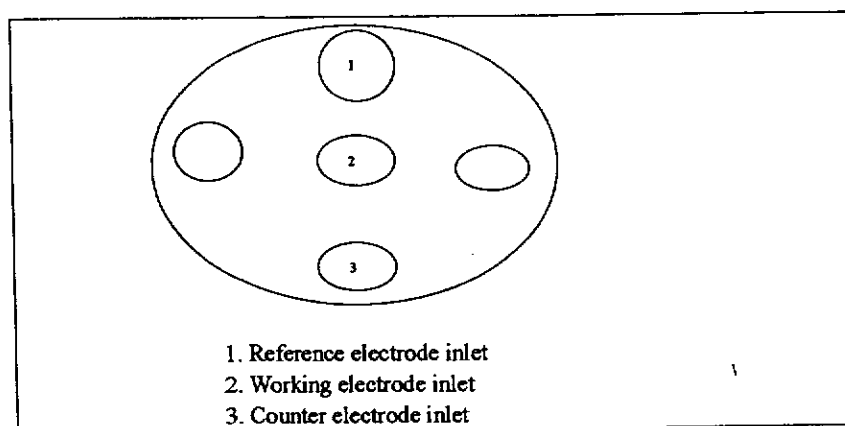 1
2
3
1. Reference electrode inlet
2. Working electrode inlet
3. Counter electrode inlet